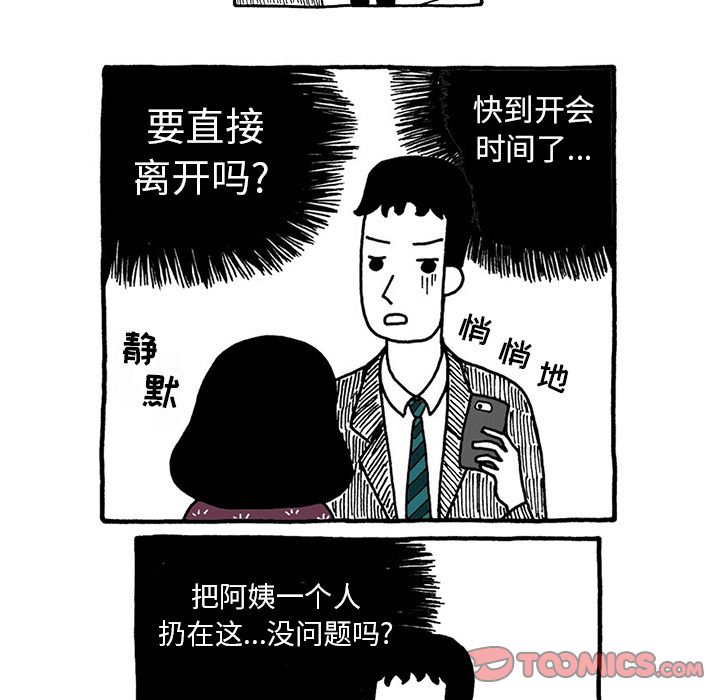 要直接
离开吗?
快到开会
时间了...
静默
悄悄地
把阿姨一个人
扔在这...没问题吗?
TOOMICS.com